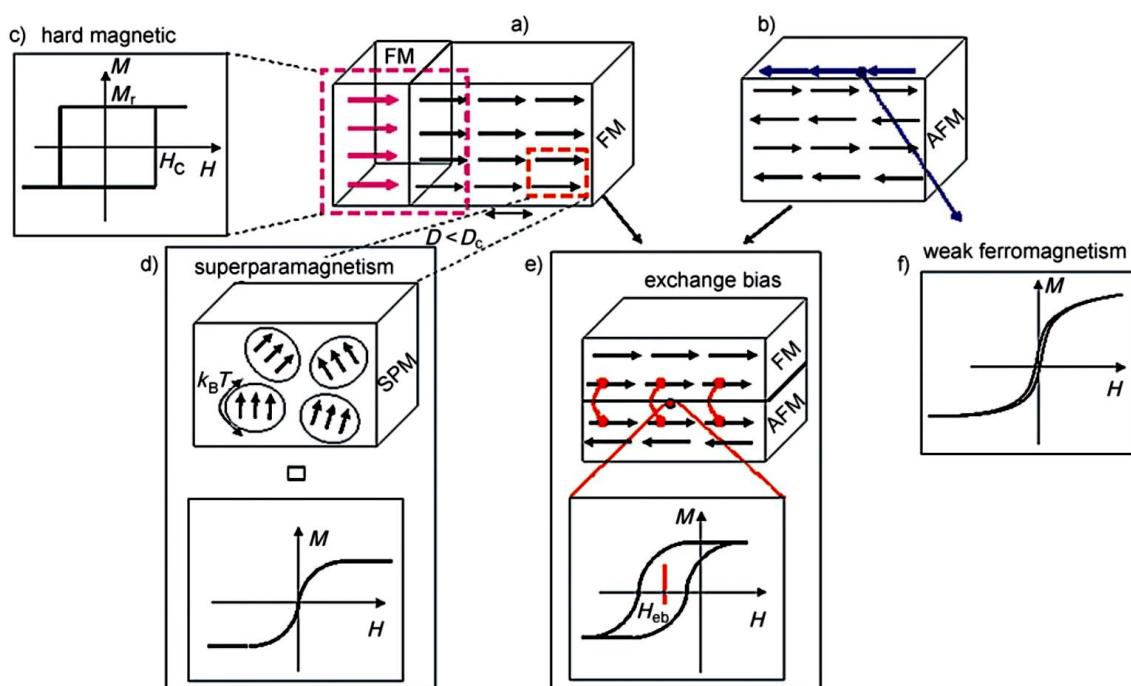 c) hard magnetic
M
Mr
HC
H
a)
FM
FM
D < Dc
b)
AFM
d)
superparamagnetism
kBT
SPM
M
H
e)
exchange bias
FM
AFM
M
Heb
H
f)
weak ferromagnetism
M
H